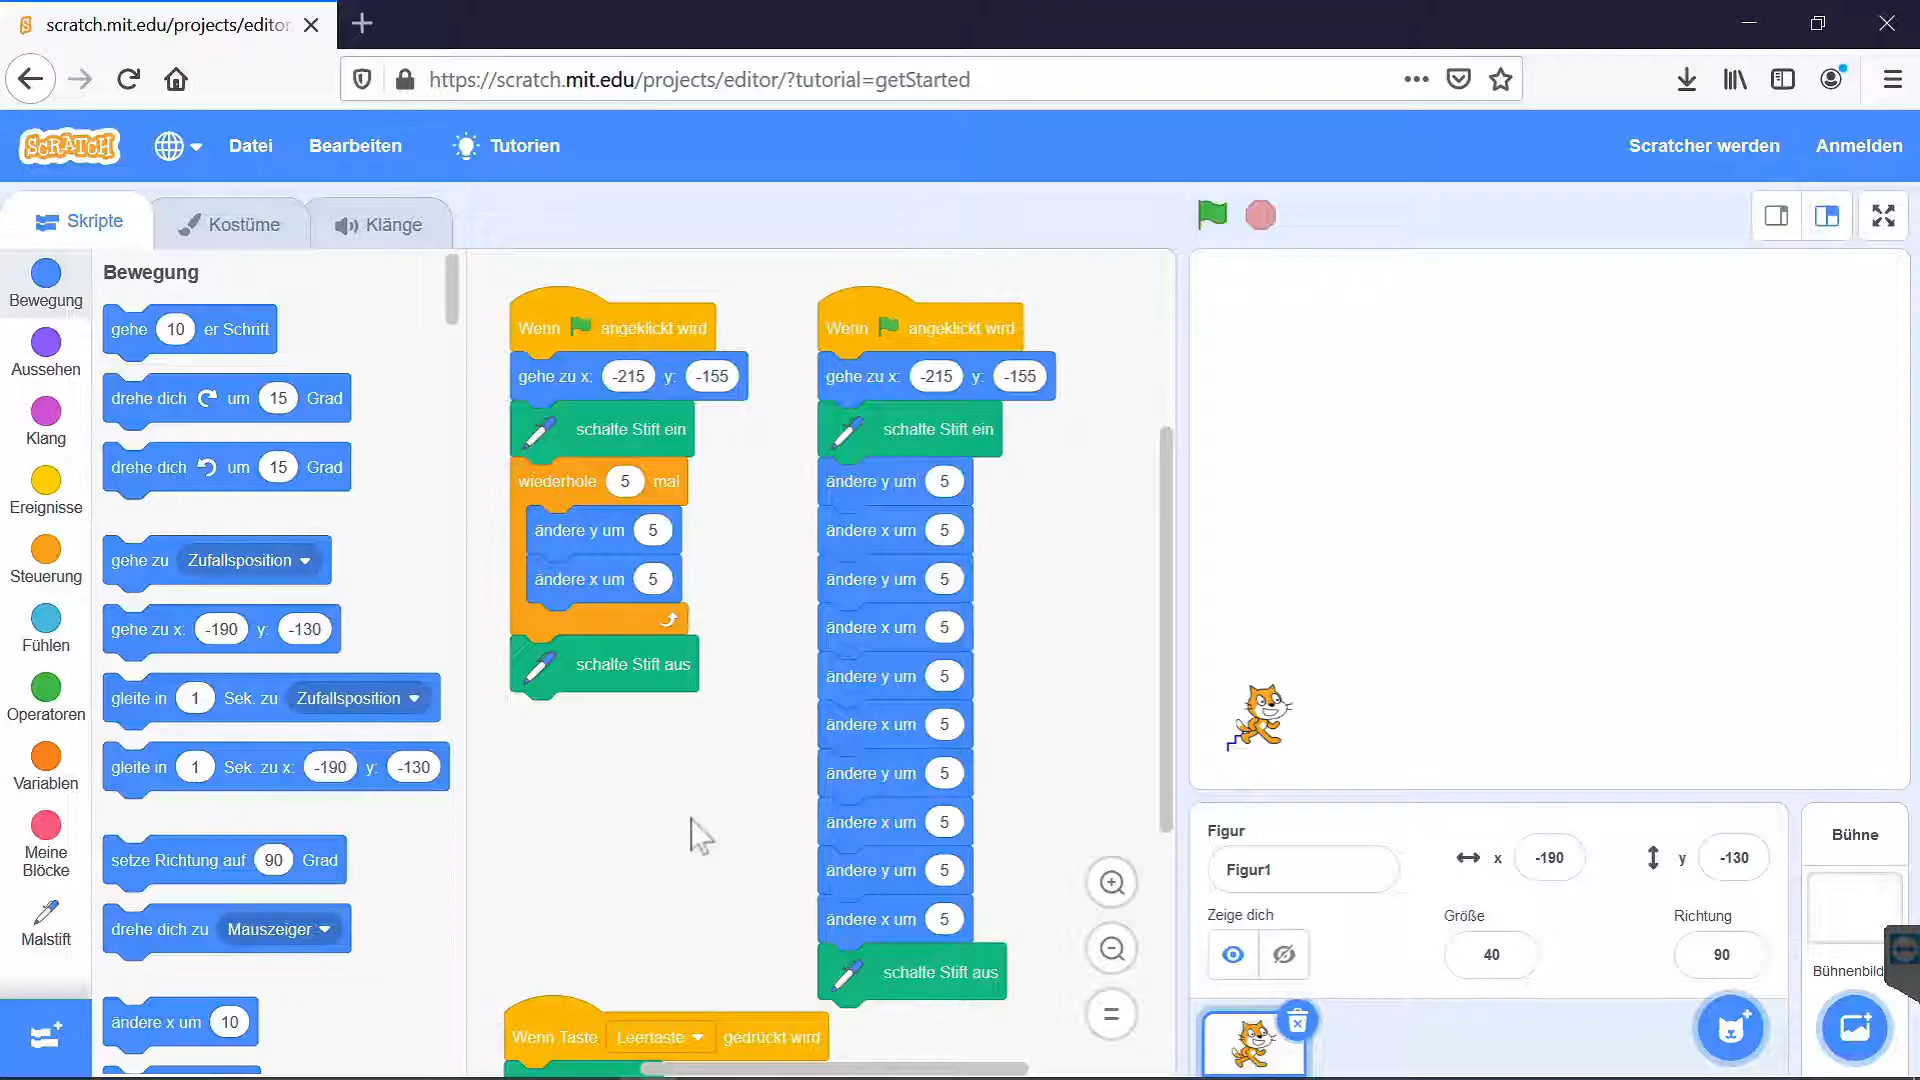 scratch.mit.edu/projects/editor
https://scratch.mit.edu/projects/editor/?tutorial=getStarted
SCRATCH
Datei
Bearbeiten
Tutorien
Scratcher werden
Anmelden
Skripte
Kostüme
Klänge
Bewegung
Aussehen
Klang
Ereignisse
Steuerung
Fühlen
Operatoren
Variablen
Meine
Blöcke
Malstift
Bewegung
gehe 10 er Schritt
drehe dich um 15 Grad
drehe dich um 15 Grad
gehe zu Zufallsposition
gehe zu x: -190 y: -130
gleite in 1 Sek. zu Zufallsposition
gleite in 1 Sek. zu x: -190 y: -130
setze Richtung auf 90 Grad
drehe dich zu Mauszeiger
ändere x um 10
Wenn angeklickt wird
gehe zu x: -215 y: -155
schalte Stift ein
wiederhole 5 mal
ändere y um 5
ändere x um 5
schalte Stift aus
Wenn angeklickt wird
gehe zu x: -215 y: -155
schalte Stift ein
ändere y um 5
ändere x um 5
ändere y um 5
ändere x um 5
ändere y um 5
ändere x um 5
ändere y um 5
ändere x um 5
ändere y um 5
ändere x um 5
schalte Stift aus
Wenn Taste Leertaste gedrückt wird
Figur
Figur1
x -190
y -130
Zeige dich
Größe
40
Richtung
90
Bühne
Bühnenbild